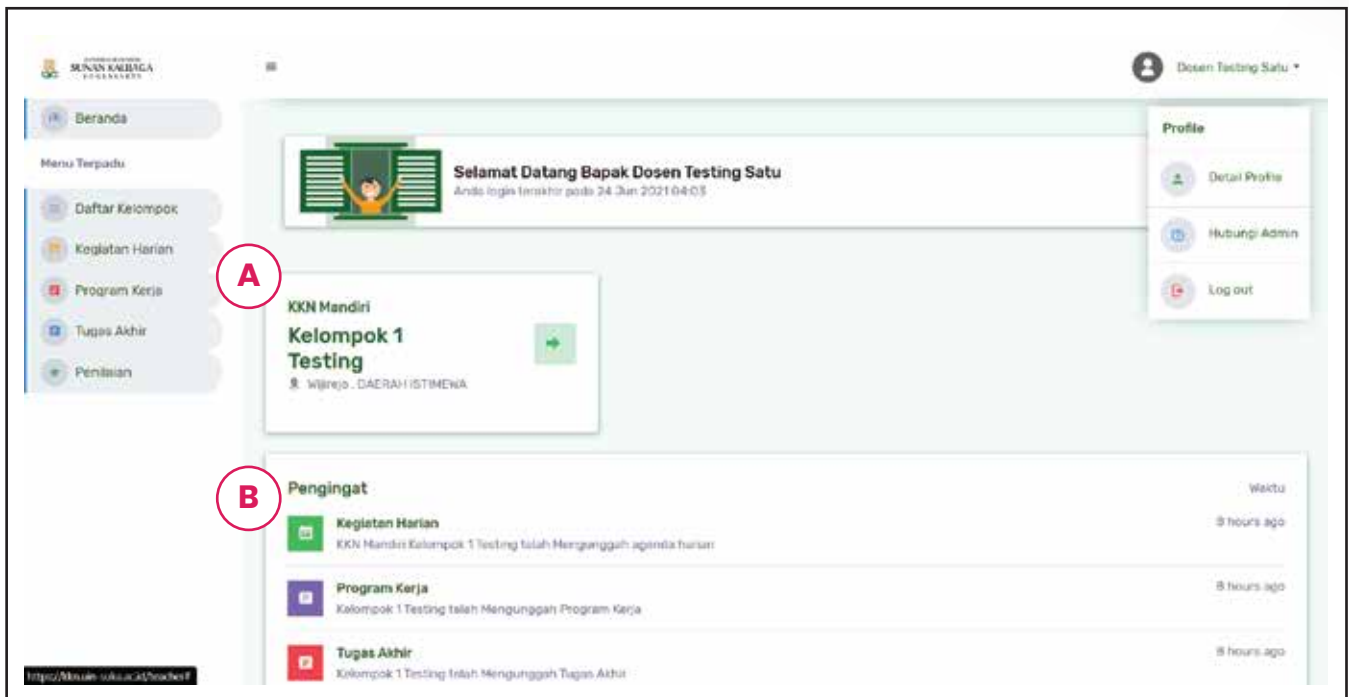 SUNAN KALIJAGA
YOGYAKARTA
Dosen Testing Satu
Beranda
Menu Terpadu
Daftar Kelompok
Kegiatan Harian
Program Kerja
Tugas Akhir
Penilaian
Selamat Datang Bapak Dosen Testing Satu
Anda login terakhir pada 24 Jun 2021 04:03
Profile
Detail Profile
Hubungi Admin
Log out
A
KKN Mandiri
Kelompok 1
Testing
Wijirejo , DAERAH ISTIMEWA
B
Pengingat
Waktu
Kegiatan Harian
KKN Mandiri Kelompok 1 Testing telah Mengunggah agenda harian
hours ago
Program Kerja
Kelompok 1 Testing telah Mengunggah Program Kerja
8 hours ago
Tugas Akhir
Kelompok 1 Testing telah Mengunggah Tugas Akhir
8 hours ago